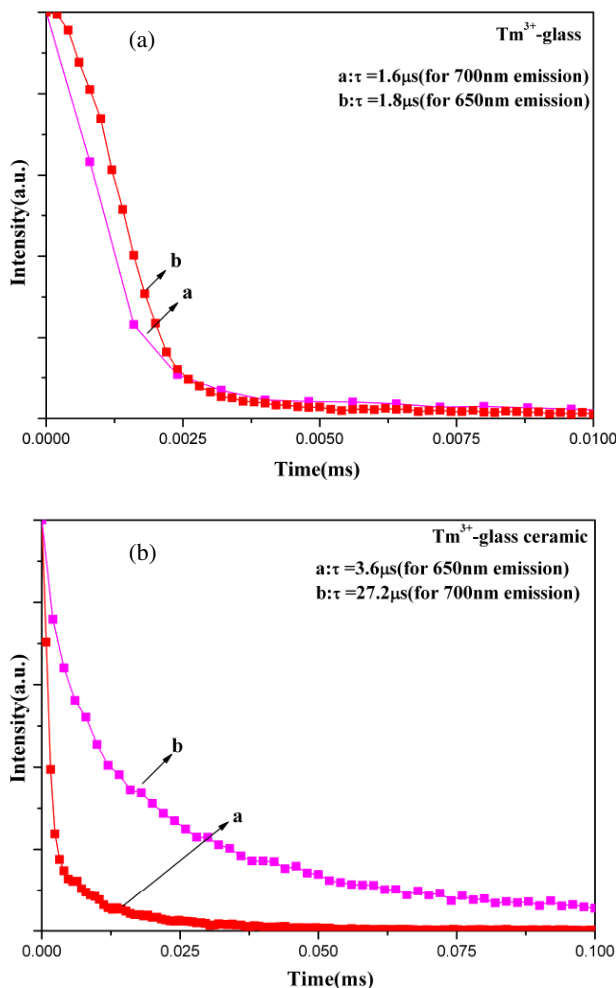 (a)
Tm³⁺-glass
a:τ =1.6μs(for 700nm emission)
b:τ =1.8μs(for 650nm emission)
Intensity(a.u.)
b
a
0.0000 0.0025 0.0050 0.0075 0.0100
Time(ms)
(b)
Tm³⁺-glass ceramic
a:τ =3.6μs(for 650nm emission)
b:τ =27.2μs(for 700nm emission)
Intensity(a.u.)
b
a
0.000 0.025 0.050 0.075 0.100
Time(ms)